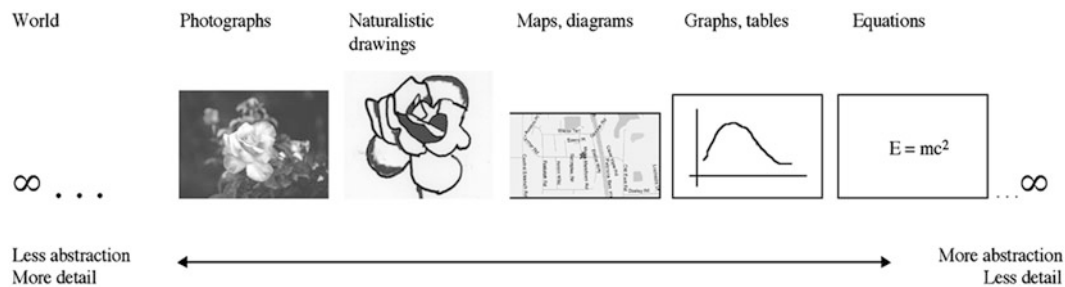 World
Photographs
Naturalistic
drawings
Maps, diagrams
Graphs, tables
Equations
E = mc²
∞ . . .
. . . ∞
Less abstraction
More detail
More abstraction
Less detail